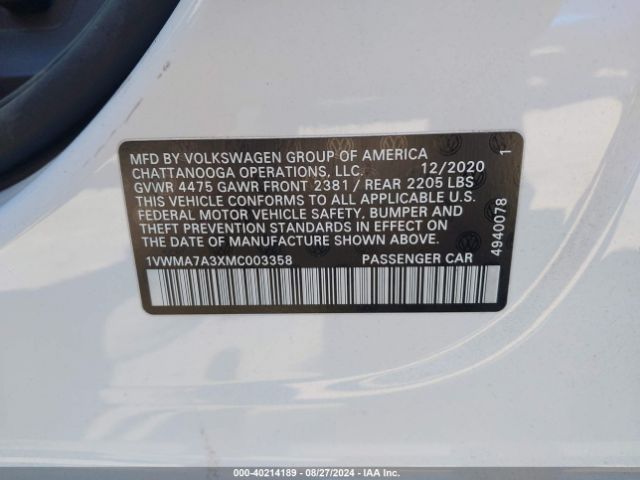 MFD BY VOLKSWAGEN GROUP OF AMERICA
CHATTANOOGA OPERATIONS, LLC. 12/2020
GVWR 4475 GAWR FRONT 2381 / REAR 2205 LBS
THIS VEHICLE CONFORMS TO ALL APPLICABLE U.S.
FEDERAL MOTOR VEHICLE SAFETY, BUMPER AND
THEFT PREVENTION STANDARDS IN EFFECT ON
THE DATE OF MANUFACTURE SHOWN ABOVE.
1VWMA7A3XMC003358 PASSENGER CAR
4940078 1
000-40214189 - 08/27/2024 - IAA Inc.